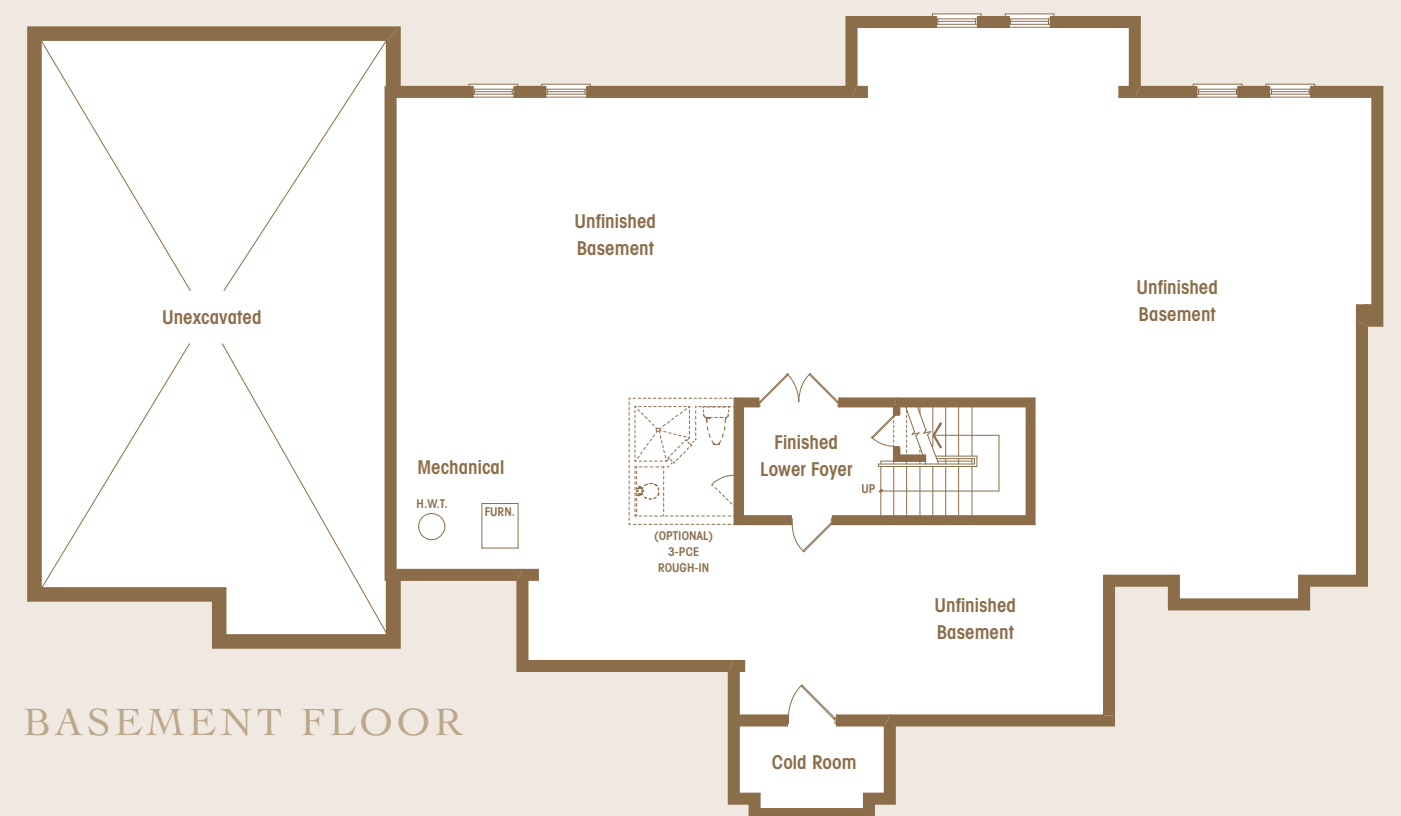 Unfinished
Basement
Unfinished
Basement
Unexcavated
Finished
Lower Foyer
Mechanical
UP
H.W.T.
FURN.
(OPTIONAL)
3-PCE
ROUGH-IN
Unfinished
Basement
BASEMENT FLOOR
Cold Room